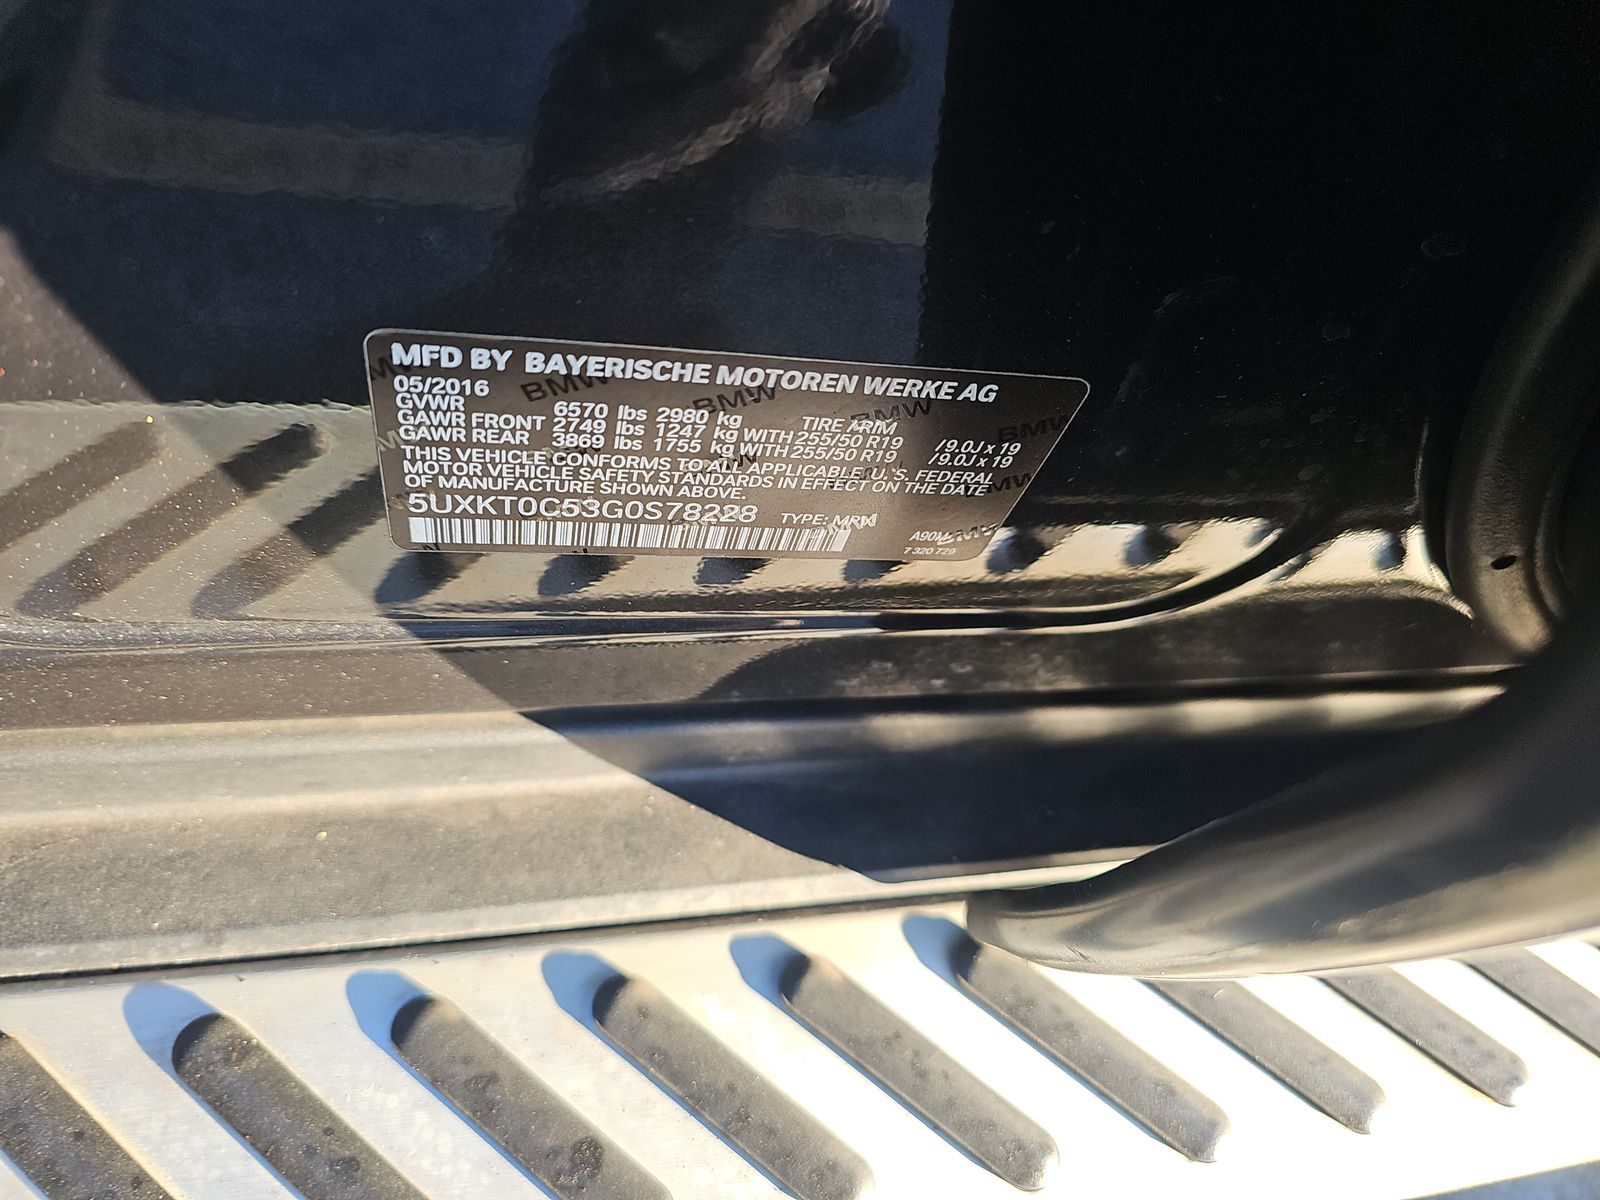 MFD BY BAYERISCHE MOTOREN WERKE AG
05/2016
GVWR 6570 lbs 2980 kg TIRE / RIM
GAWR FRONT 2749 lbs 1247 kg WITH 255/50 R19 /9.0J x 19
GAWR REAR 3869 lbs 1755 kg WITH 255/50 R19 /9.0J x 19
THIS VEHICLE CONFORMS TO ALL APPLICABLE U.S. FEDERAL
MOTOR VEHICLE SAFETY STANDARDS IN EFFECT ON THE DATE
OF MANUFACTURE SHOWN ABOVE.
5UXKT0C53G0S78228 TYPE: MRM
7 320 729